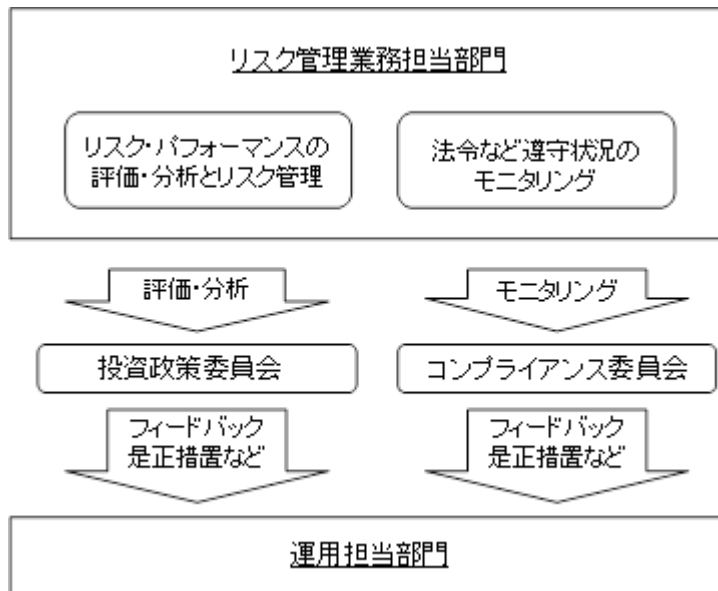 リスク管理業務担当部門
リスク・パフォーマンスの
評価・分析とリスク管理
法令など遵守状況の
モニタリング
評価・分析
モニタリング
投資政策委員会
コンプライアンス委員会
フィードバック
是正措置など
フィードバック
是正措置など
運用担当部門